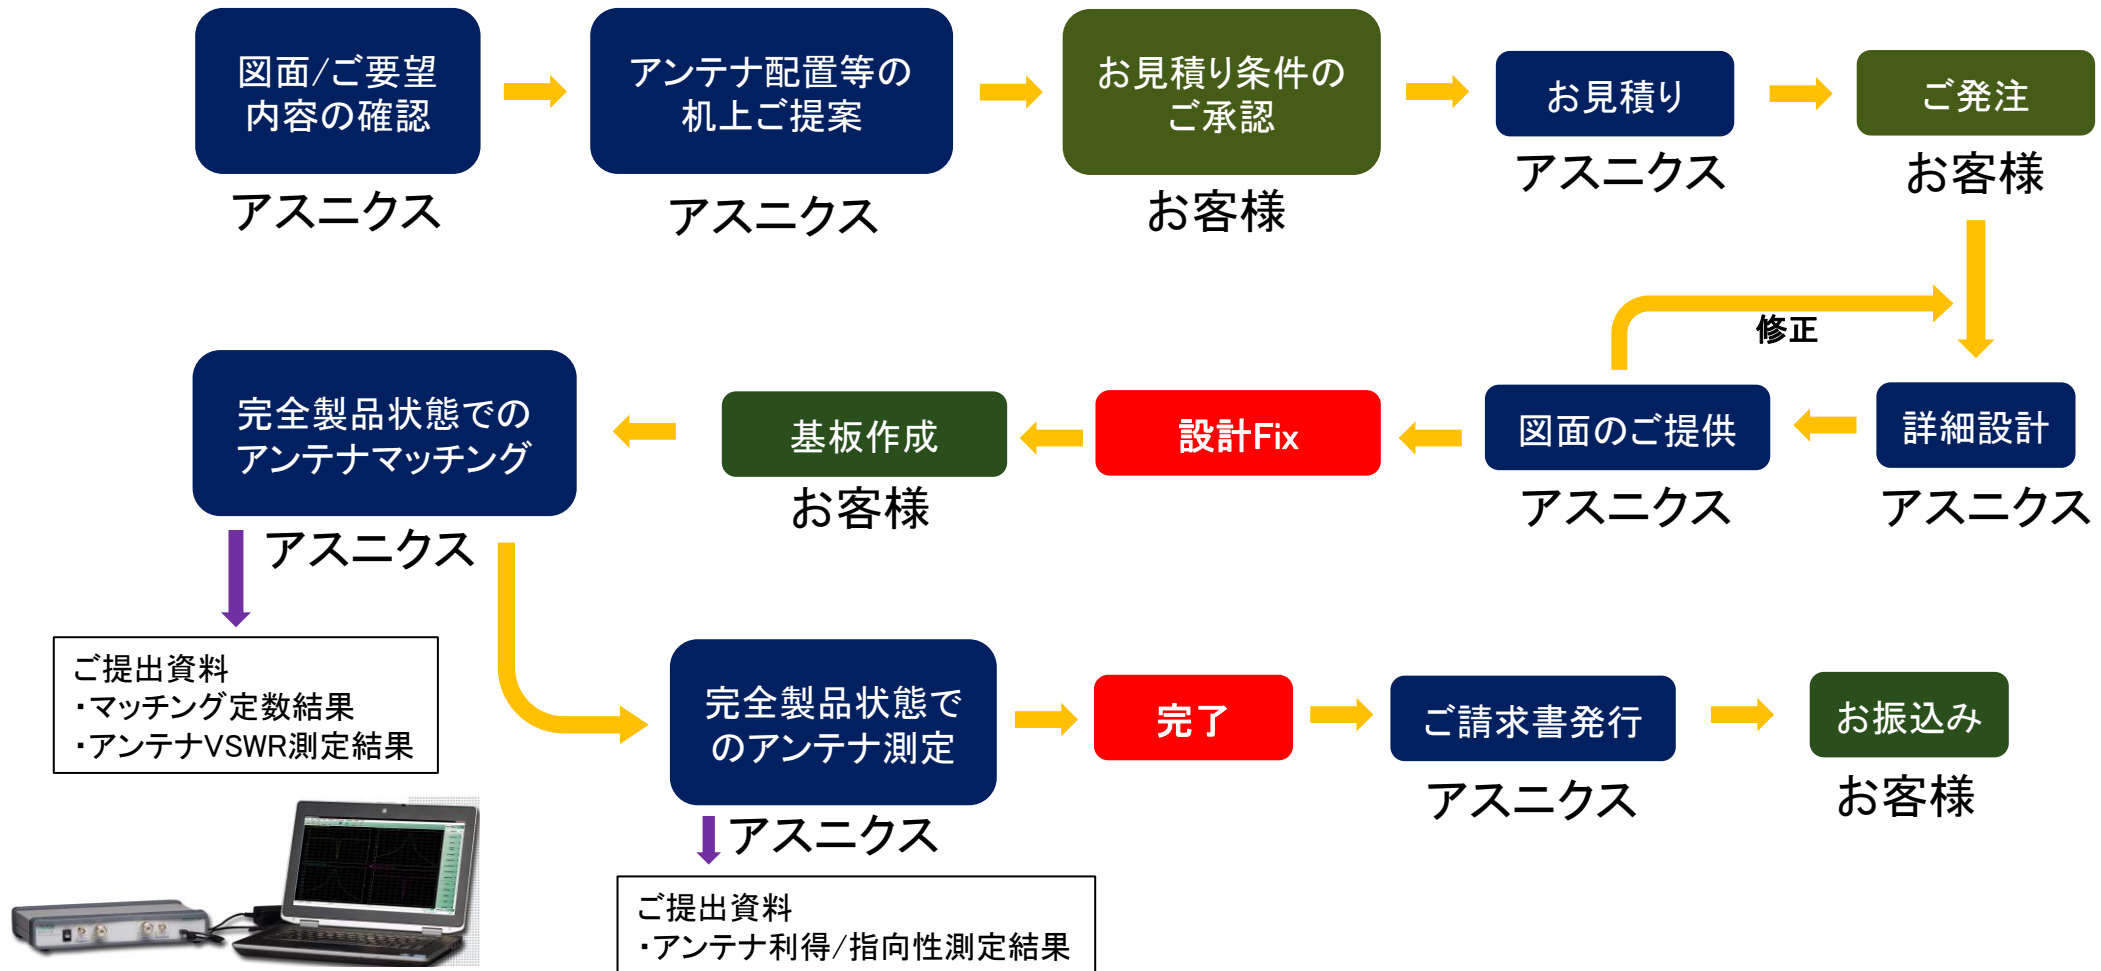 図面/ご要望
内容の確認
アスニクス
アンテナ配置等の
机上ご提案
アスニクス
お見積り条件の
ご承認
お客様
お見積り
アスニクス
ご発注
お客様
修正
詳細設計
アスニクス
図面のご提供
アスニクス
設計Fix
基板作成
お客様
完全製品状態での
アンテナマッチング
アスニクス
ご提出資料
・マッチング定数結果
・アンテナVSWR測定結果
完全製品状態で
のアンテナ測定
アスニクス
ご提出資料
・アンテナ利得/指向性測定結果
完了
ご請求書発行
アスニクス
お振込み
お客様